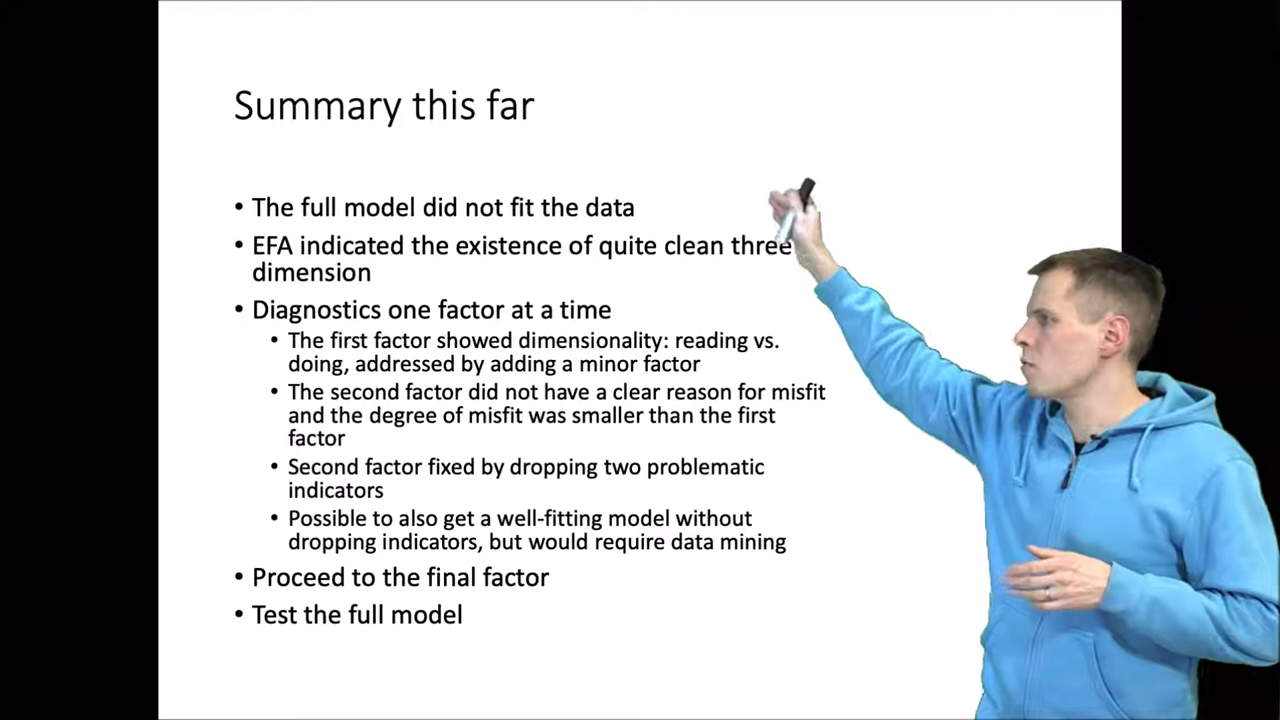 Summary this far
• The full model did not fit the data
• EFA indicated the existence of quite clean three
dimension
• Diagnostics one factor at a time
• The first factor showed dimensionality: reading vs.
doing, addressed by adding a minor factor
• The second factor did not have a clear reason for misfit
and the degree of misfit was smaller than the first
factor
• Second factor fixed by dropping two problematic
indicators
• Possible to also get a well-fitting model without
dropping indicators, but would require data mining
• Proceed to the final factor
• Test the full model